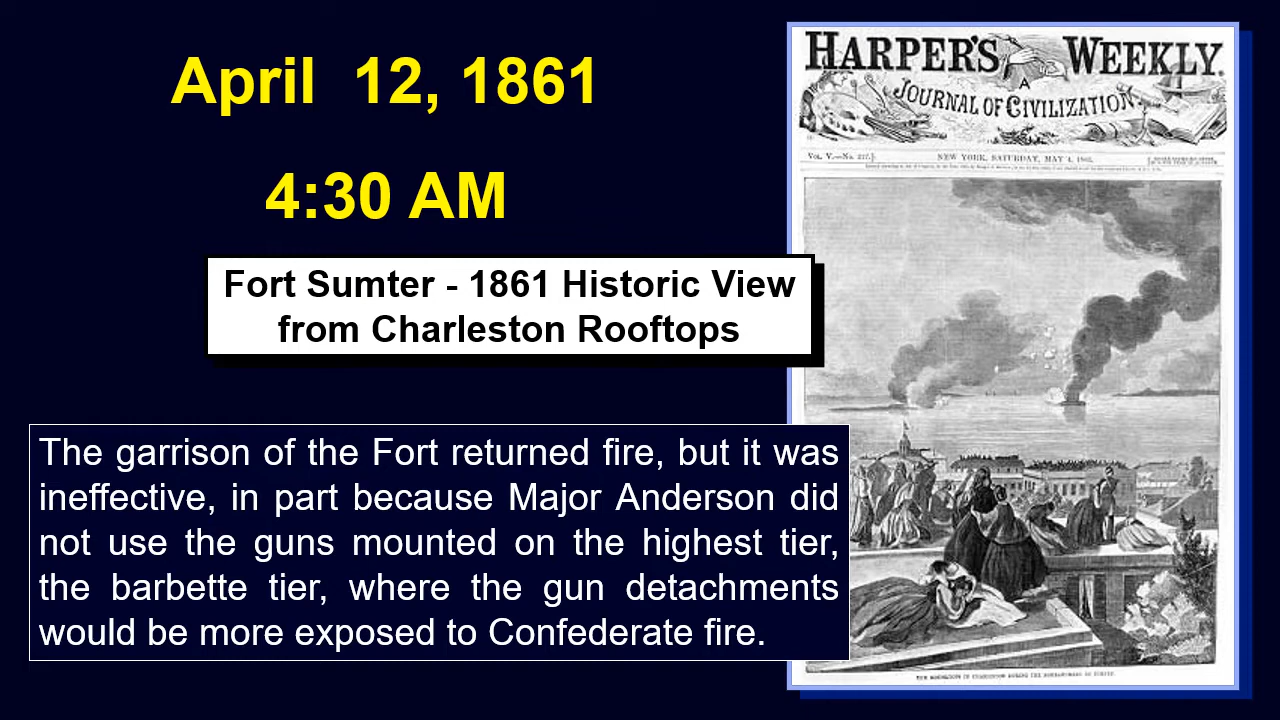 April 12, 1861
4:30 AM
Fort Sumter - 1861 Historic View
from Charleston Rooftops
The garrison of the Fort returned fire, but it was
ineffective, in part because Major Anderson did
not use the guns mounted on the highest tier,
the barbette tier, where the gun detachments
would be more exposed to Confederate fire.
HARPER'S WEEKLY.
A
JOURNAL OF CIVILIZATION
VOL. V.—No. 227.]
NEW YORK, SATURDAY, MAY 4, 1861.